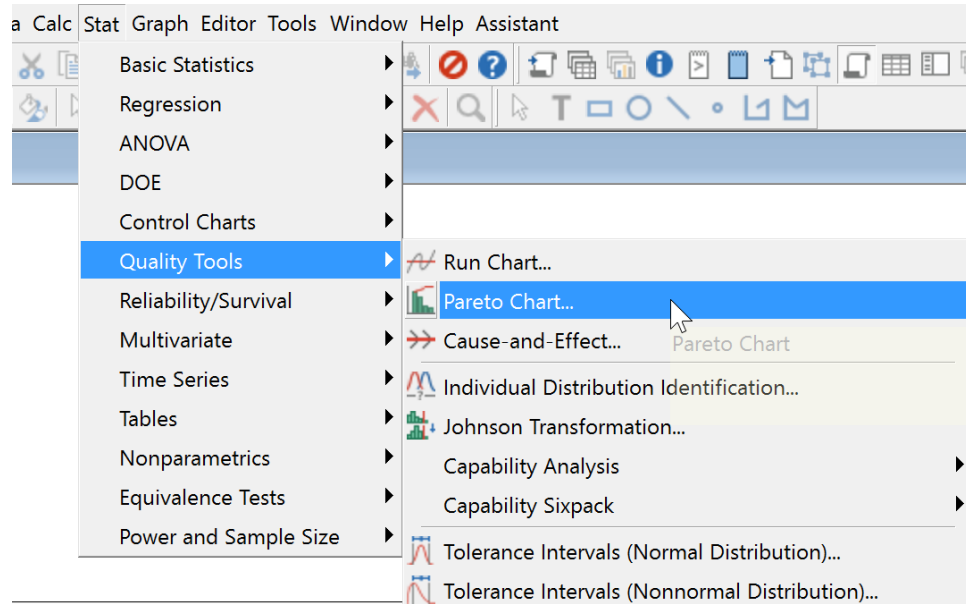 a Calc Stat Graph Editor Tools Window Help Assistant
Basic Statistics
Regression
ANOVA
DOE
Control Charts
Quality Tools
Reliability/Survival
Multivariate
Time Series
Tables
Nonparametrics
Equivalence Tests
Power and Sample Size
Run Chart...
Pareto Chart...
Cause-and-Effect...
Pareto Chart
Individual Distribution Identification...
Johnson Transformation...
Capability Analysis
Capability Sixpack
Tolerance Intervals (Normal Distribution)...
Tolerance Intervals (Nonnormal Distribution)...